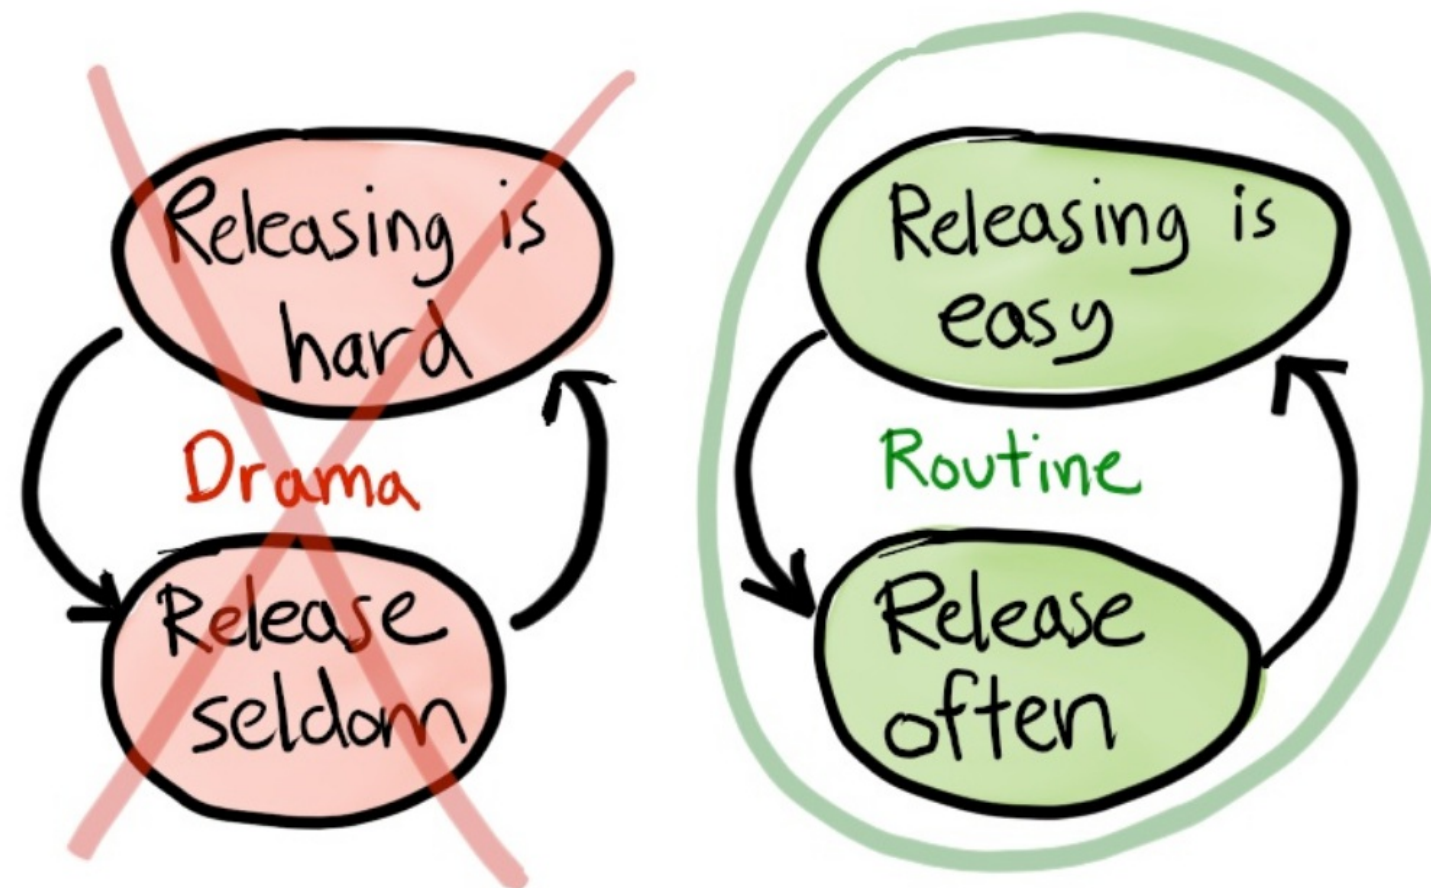 Releasing is
hard
Drama
Release
seldom
Releasing is
easy
Routine
Release
often